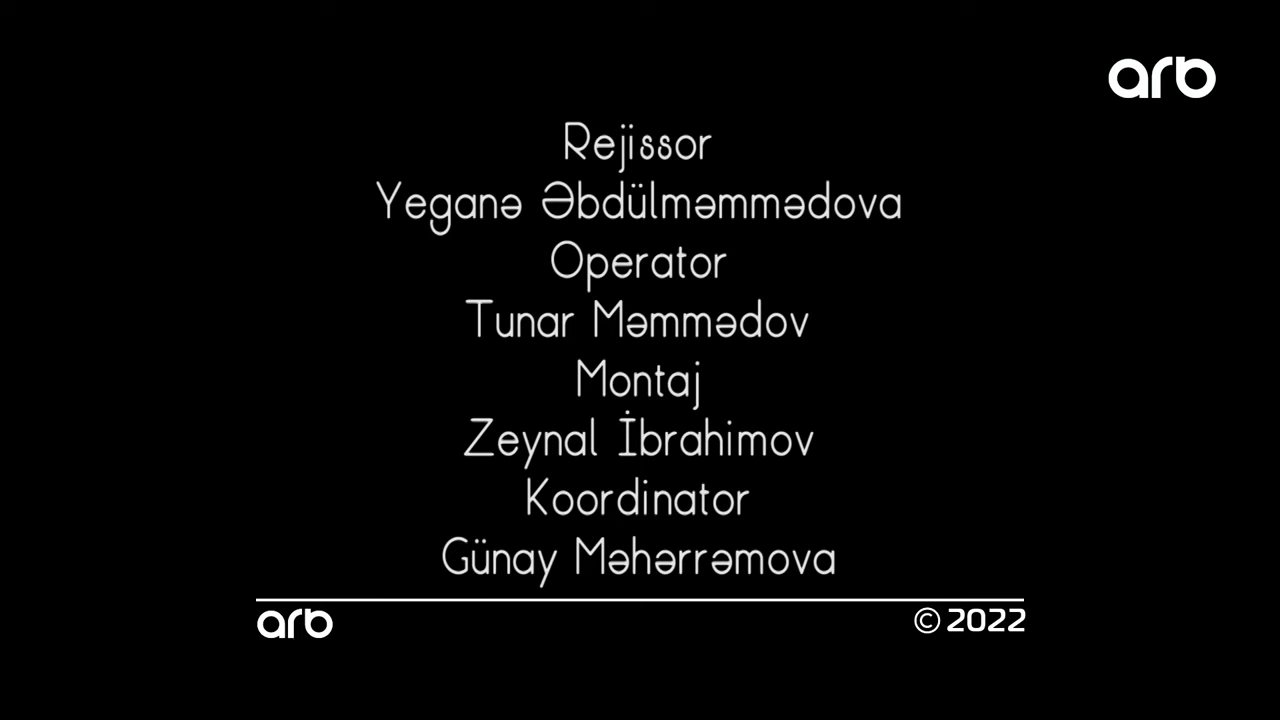 arb
Rejissor
Yeganə Əbdülməmmədova
Operator
Tunar Məmmədov
Montaj
Zeynal İbrahimov
Koordinator
Günay Məhərrəmova
arb
© 2022